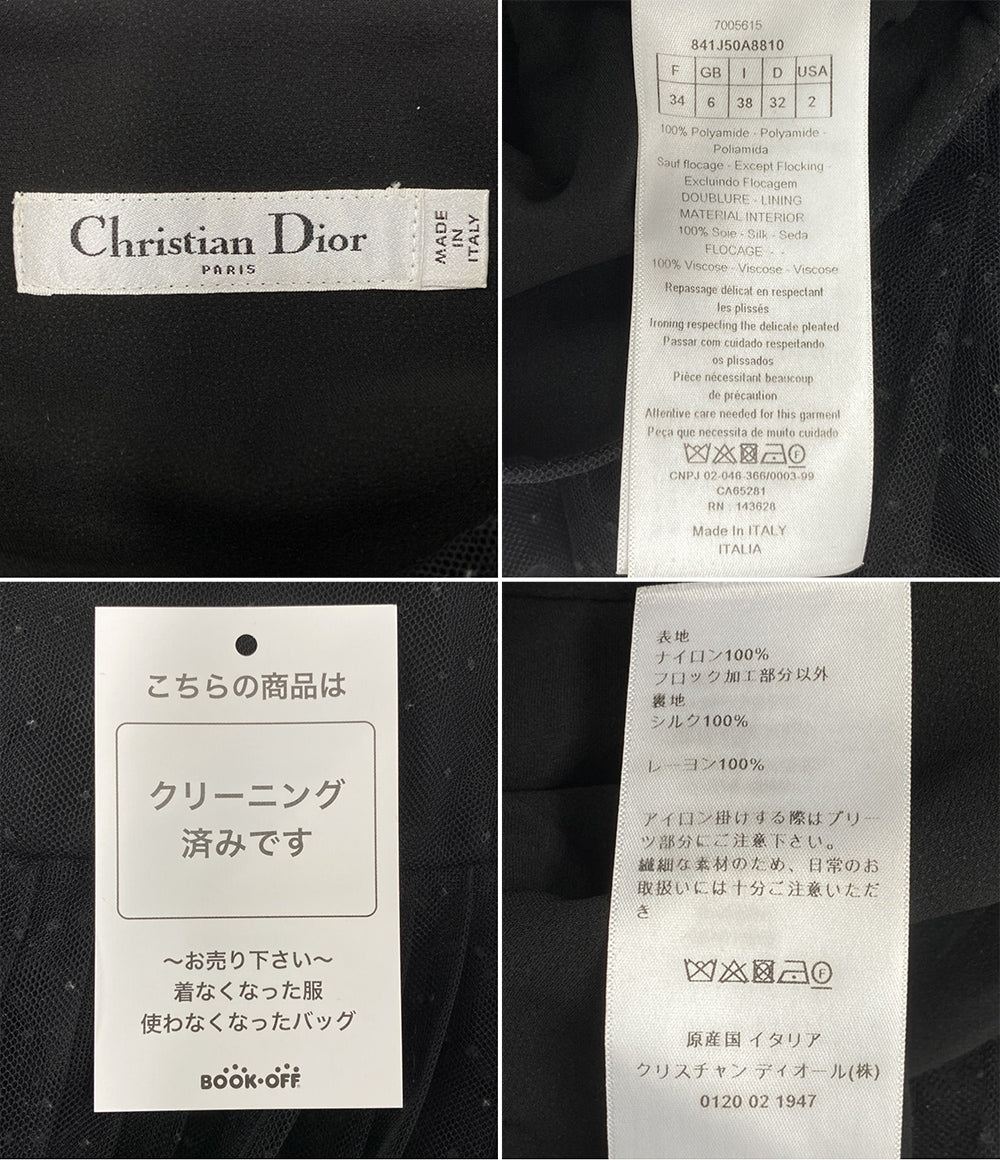 Christian Dior
PARIS
MADE
IN
ITALY
7005615
841J50A8810
F GB I D USA
34 6 38 32 2
100% Polyamide - Polyamide -
Poliamida
Sauf flocage - Except Flocking -
Excluindo Flocagem
DOUBLURE - LINING
MATERIAL INTERIOR
100% Soie - Silk - Seda
FLOCAGE - -
100% Viscose - Viscose - Viscose
Repassage délicat en respectant
les plissés
Ironing respecting the delicate pleated
Passar com cuidado respeitando
os plissados
Pièce nécessitant beaucoup
de précaution
Attentive care needed for this garment
Peça que necessita de muito cuidado
F
CNPJ 02-046-366/0003-99
CA65281
RN : 143628
Made In ITALY
ITALIA
こちらの商品は
クリーニング
済みです
～お売り下さい～
着なくなった服
使わなくなったバッグ
BOOK・OFF
表地
ナイロン100%
フロック加工部分以外
裏地
シルク100%
レーヨン100%
アイロン掛けする際はプリー
ツ部分にご注意下さい。
繊細な素材のため、日常のお
取扱いには十分ご注意いただ
き
F
原産国 イタリア
クリスチャン ディオール(株)
0120 02 1947